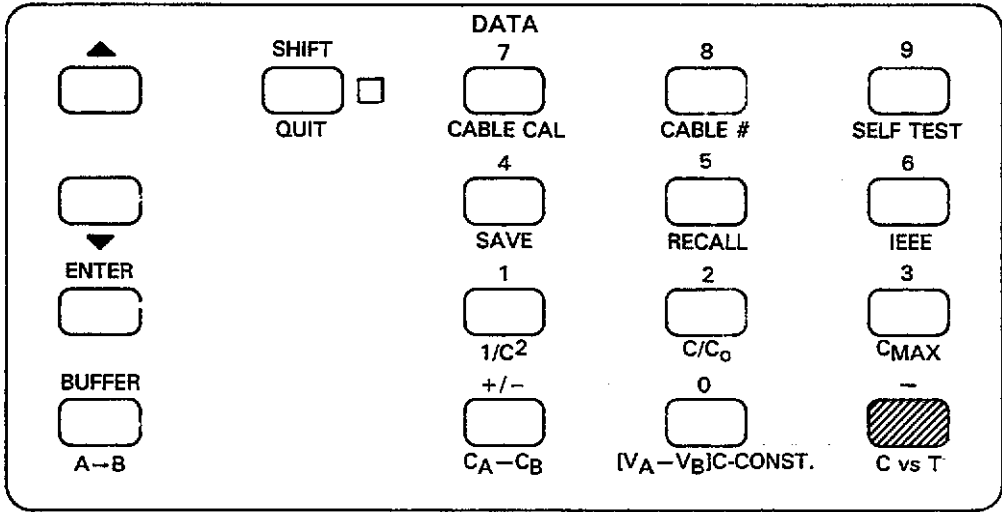 DATA
▲ SHIFT 7 8 9
QUIT CABLE CAL CABLE # SELF TEST
4 5 6
▼ SAVE RECALL IEEE
ENTER 1 2 3
1/C² C/C₀ CMAX
BUFFER +/− 0 −
A→B CA−CB [VA−VB]C-CONST. C vs T